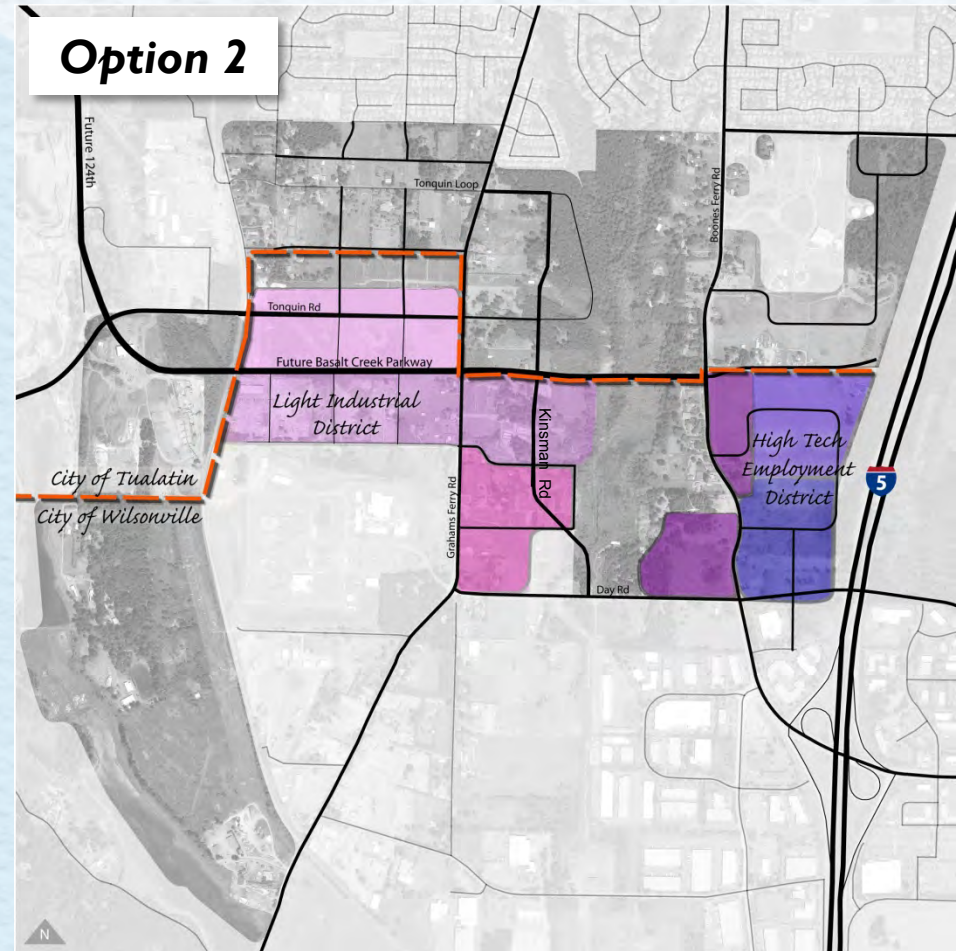 Option 2
Future 124th
Tonquin Loop
Boones Ferry Rd
Tonquin Rd
Future Basalt Creek Parkway
Light Industrial
District
Kinsman Rd
High Tech
Employment
District
5
City of Tualatin
City of Wilsonville
Grahams Ferry Rd
Day Rd
N